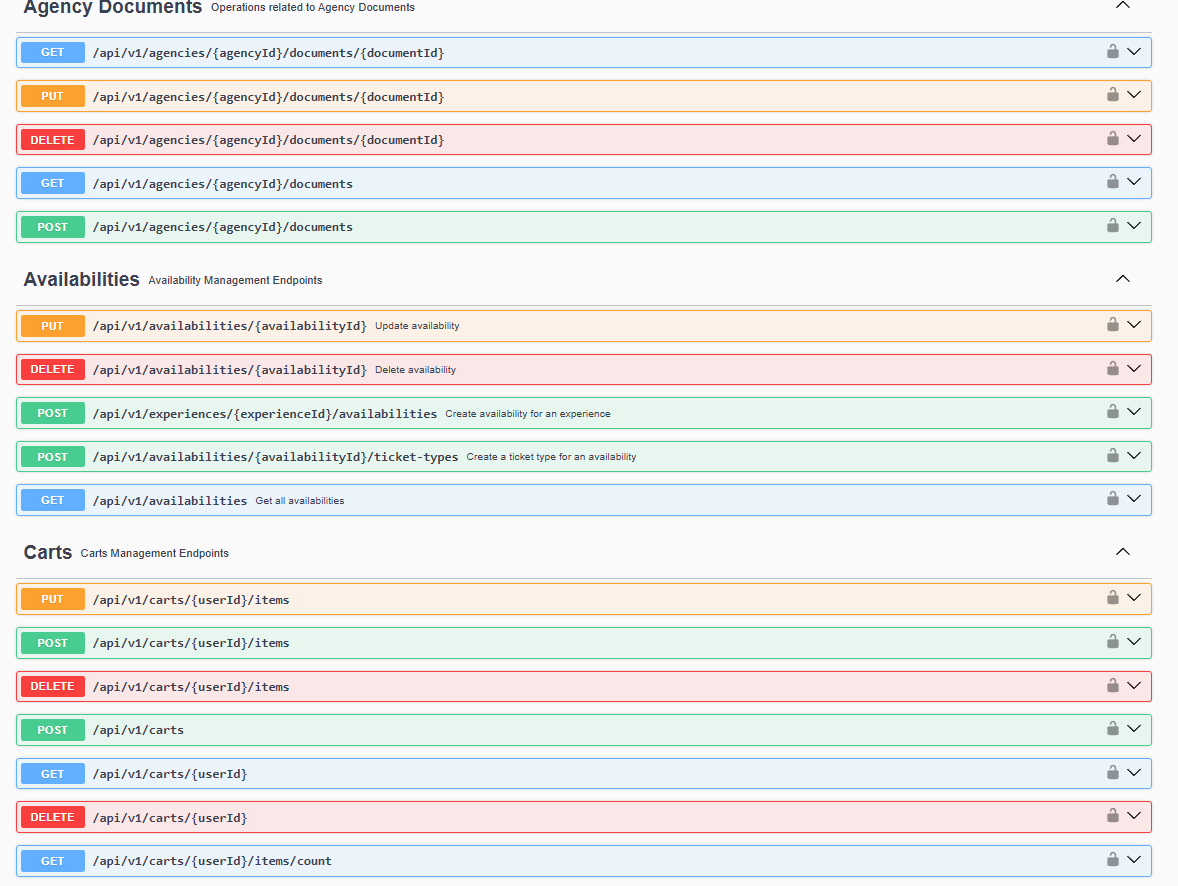 Agency Documents Operations related to Agency Documents
GET /api/v1/agencies/{agencyId}/documents/{documentId}
PUT /api/v1/agencies/{agencyId}/documents/{documentId}
DELETE /api/v1/agencies/{agencyId}/documents/{documentId}
GET /api/v1/agencies/{agencyId}/documents
POST /api/v1/agencies/{agencyId}/documents
Availabilities Availability Management Endpoints
PUT /api/v1/availabilities/{availabilityId} Update availability
DELETE /api/v1/availabilities/{availabilityId} Delete availability
POST /api/v1/experiences/{experienceId}/availabilities Create availability for an experience
POST /api/v1/availabilities/{availabilityId}/ticket-types Create a ticket type for an availability
GET /api/v1/availabilities Get all availabilities
Carts Carts Management Endpoints
PUT /api/v1/carts/{userId}/items
POST /api/v1/carts/{userId}/items
DELETE /api/v1/carts/{userId}/items
POST /api/v1/carts
GET /api/v1/carts/{userId}
DELETE /api/v1/carts/{userId}
GET /api/v1/carts/{userId}/items/count